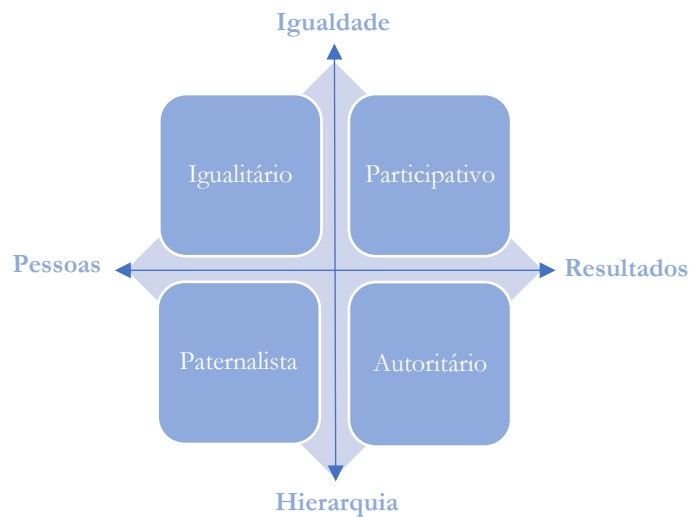 Igualdade
Igualitário
Participativo
Pessoas
Resultados
Paternalista
Autoritário
Hierarquia